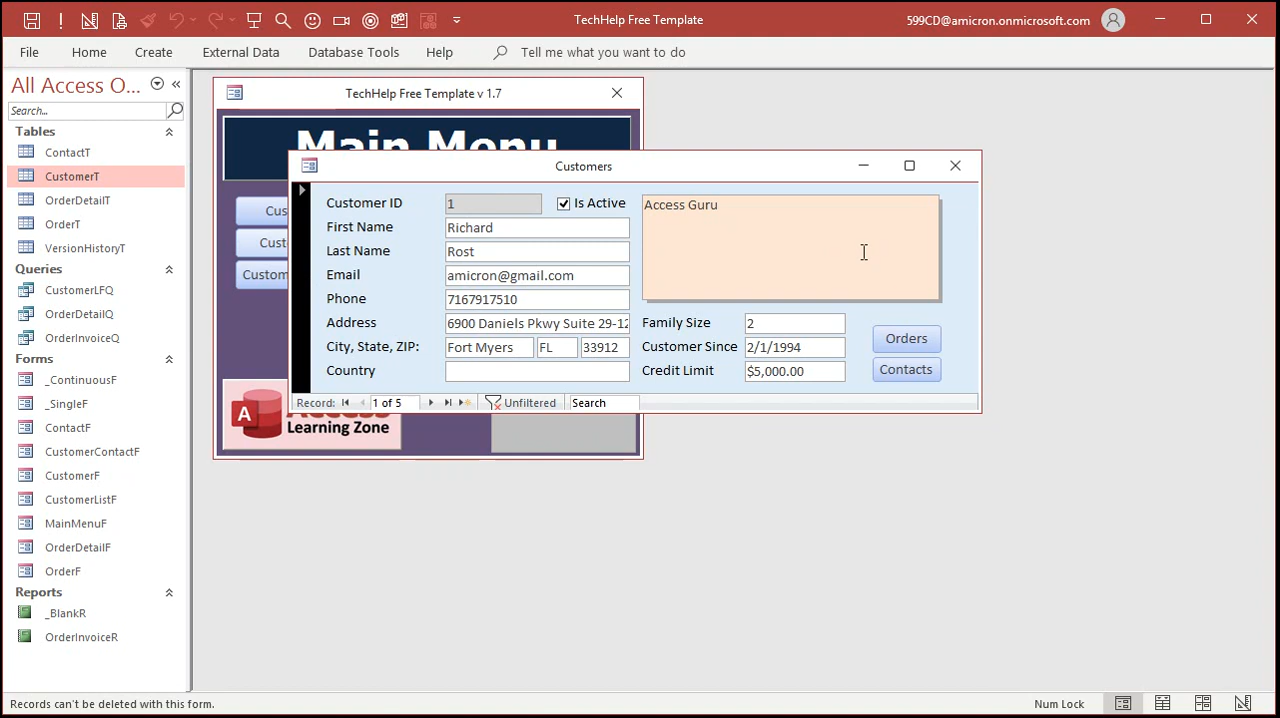 TechHelp Free Template
599CD@amicron.onmicrosoft.com
File Home Create External Data Database Tools Help Tell me what you want to do
All Access O...
Search...
Tables
ContactT
CustomerT
OrderDetailT
OrderT
VersionHistoryT
Queries
CustomerLFQ
OrderDetailQ
OrderInvoiceQ
Forms
_ContinuousF
_SingleF
ContactF
CustomerContactF
CustomerF
CustomerListF
MainMenuF
OrderDetailF
OrderF
Reports
_BlankR
OrderInvoiceR
TechHelp Free Template v 1.7
Main Menu
Cus
Cust
Custom
A
Access
Learning Zone
Customers
Customer ID 1 Is Active
First Name Richard
Last Name Rost
Email amicron@gmail.com
Phone 7167917510
Address 6900 Daniels Pkwy Suite 29-12
City, State, ZIP: Fort Myers FL 33912
Country
Access Guru
Family Size 2
Customer Since 2/1/1994
Credit Limit $5,000.00
Orders
Contacts
Record: 1 of 5 Unfiltered Search
Records can't be deleted with this form.
Num Lock